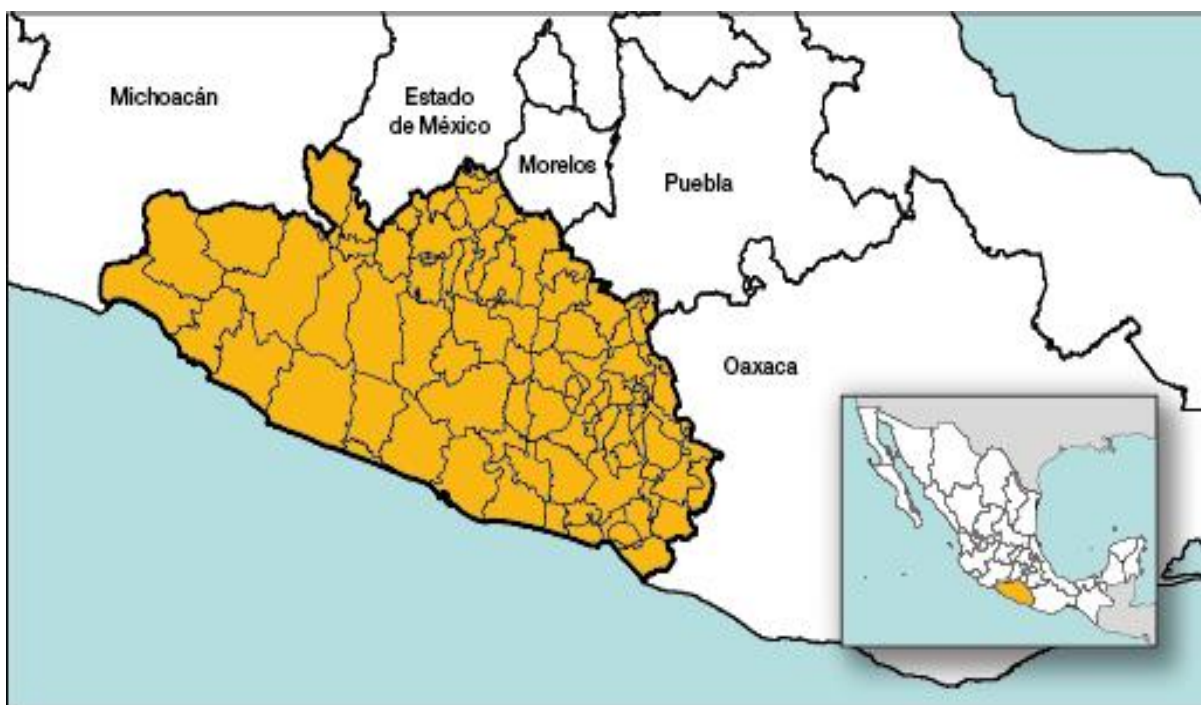 Michoacán
Estado
de México
Morelos
Puebla
Oaxaca